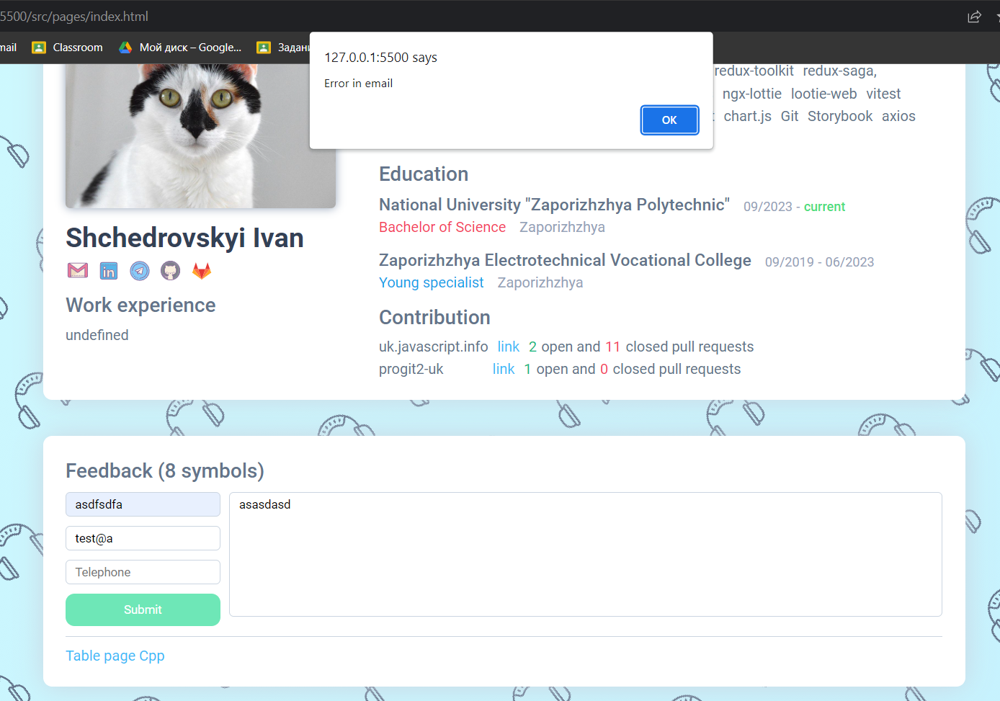 5500/src/pages/index.html
Classroom
Мой диск – Google...
127.0.0.1:5500 says
Error in email
OK
redux-toolkit redux-saga,
ngx-lottie lootie-web vitest
chart.js Git Storybook axios
Education
National University "Zaporizhzhya Polytechnic" 09/2023 - current
Bachelor of Science Zaporizhzhya
Zaporizhzhya Electrotechnical Vocational College 09/2019 - 06/2023
Young specialist Zaporizhzhya
Contribution
uk.javascript.info link 2 open and 11 closed pull requests
progit2-uk link 1 open and 0 closed pull requests
Shchedrovskyi Ivan
in
Work experience
undefined
Feedback (8 symbols)
asdfsdfa
asasdasd
test@a
Telephone
Submit
Table page Cpp